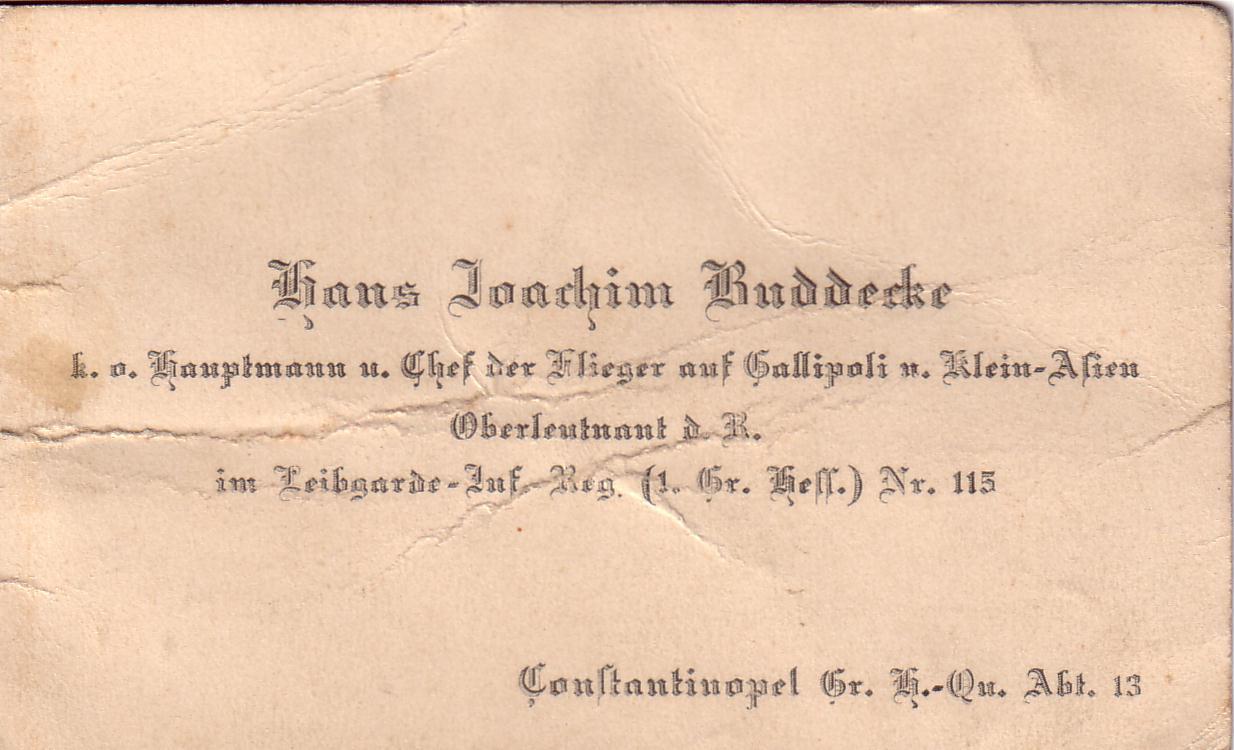 Hans Joachim Buddecke
k. o. Hauptmann u. Chef der Flieger auf Gallipoli u. Klein-Asien
Oberleutnant d. R.
im Leibgarde-Inf.-Reg. (1. Gr. Hess.) Nr. 115
Constantinopel Gr. H.-Qu. Abt. 13